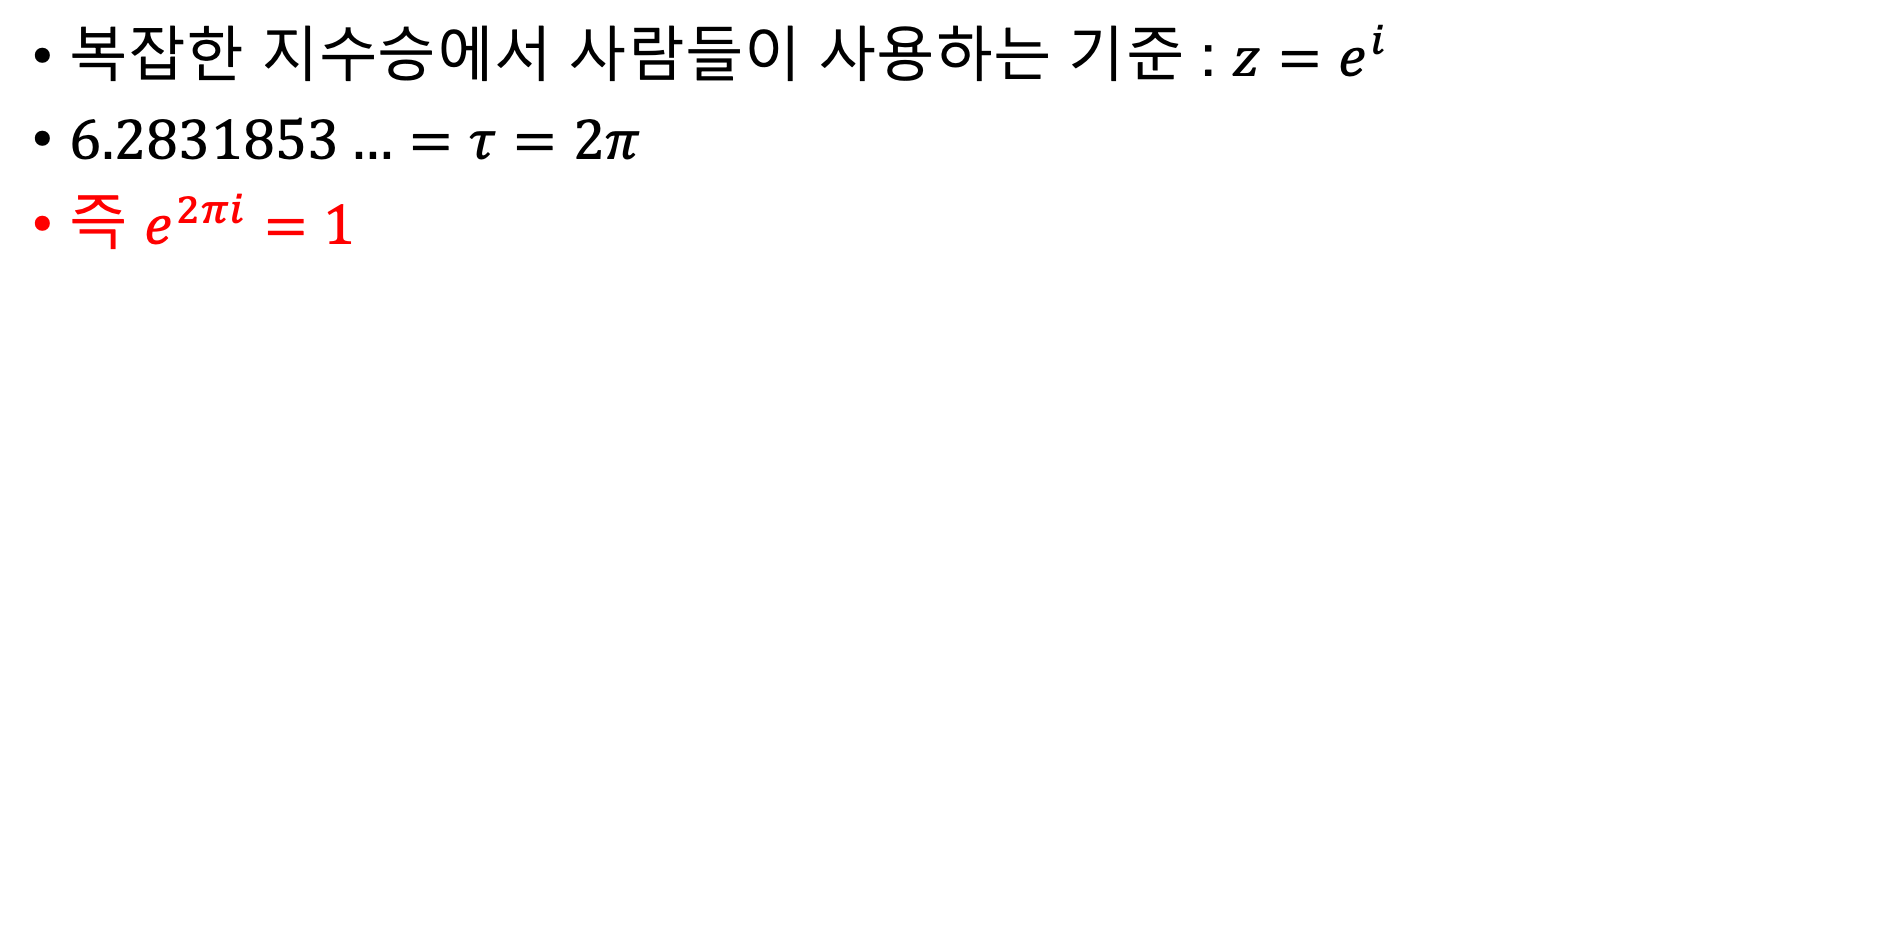 • 복잡한 지수승에서 사람들이 사용하는 기준 : $z = e^i$
• 6.2831853 ... = τ = 2π
• 즉 $e^{2πi} = 1$